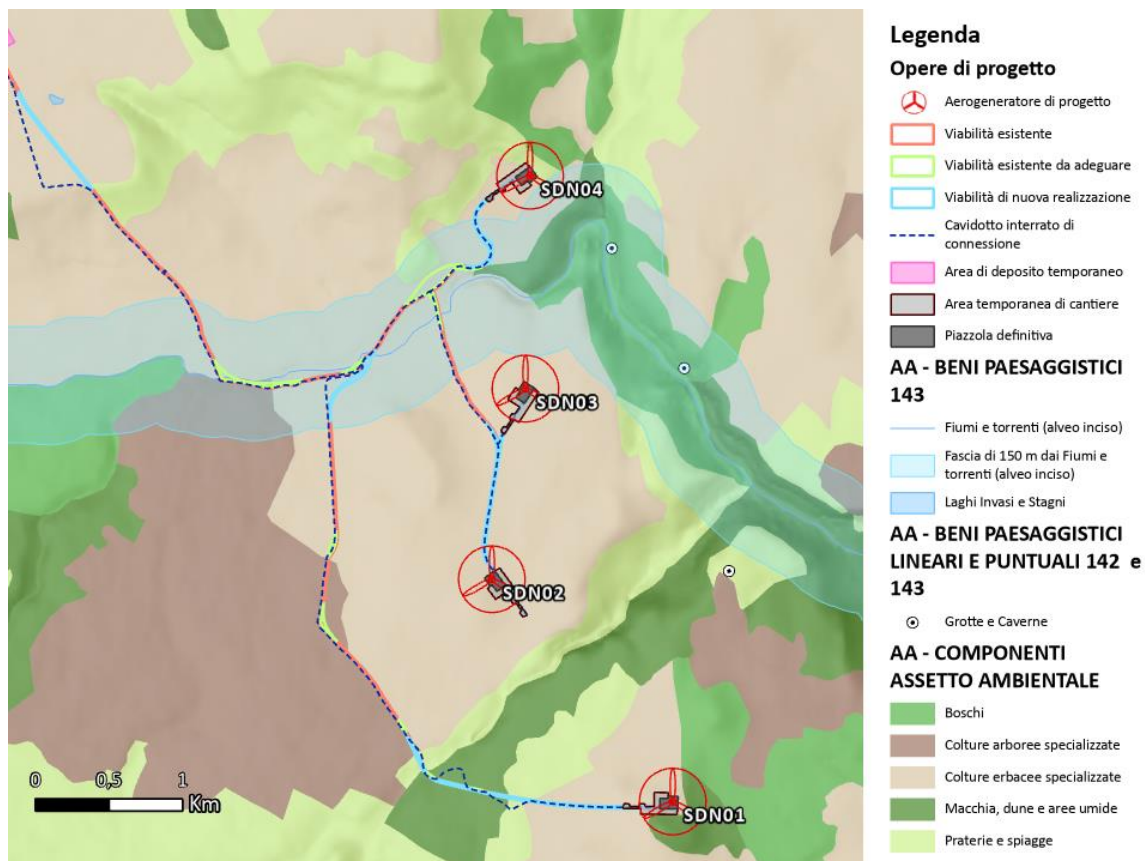 SDN04
SDN03
SDN02
SDN01
0 0,5 1
Km
Legenda
Opere di progetto
Aerogeneratore di progetto
Viabilità esistente
Viabilità esistente da adeguare
Viabilità di nuova realizzazione
Cavidotto interrato di
connessione
Area di deposito temporaneo
Area temporanea di cantiere
Piazzola definitiva
AA - BENI PAESAGGISTICI
143
Fiumi e torrenti (alveo inciso)
Fascia di 150 m dai Fiumi e
torrenti (alveo inciso)
Laghi Invasi e Stagni
AA - BENI PAESAGGISTICI
LINEARI E PUNTUALI 142 e
143
Grotte e Caverne
AA - COMPONENTI
ASSETTO AMBIENTALE
Boschi
Colture arboree specializzate
Colture erbacee specializzate
Macchia, dune e aree umide
Praterie e spiagge